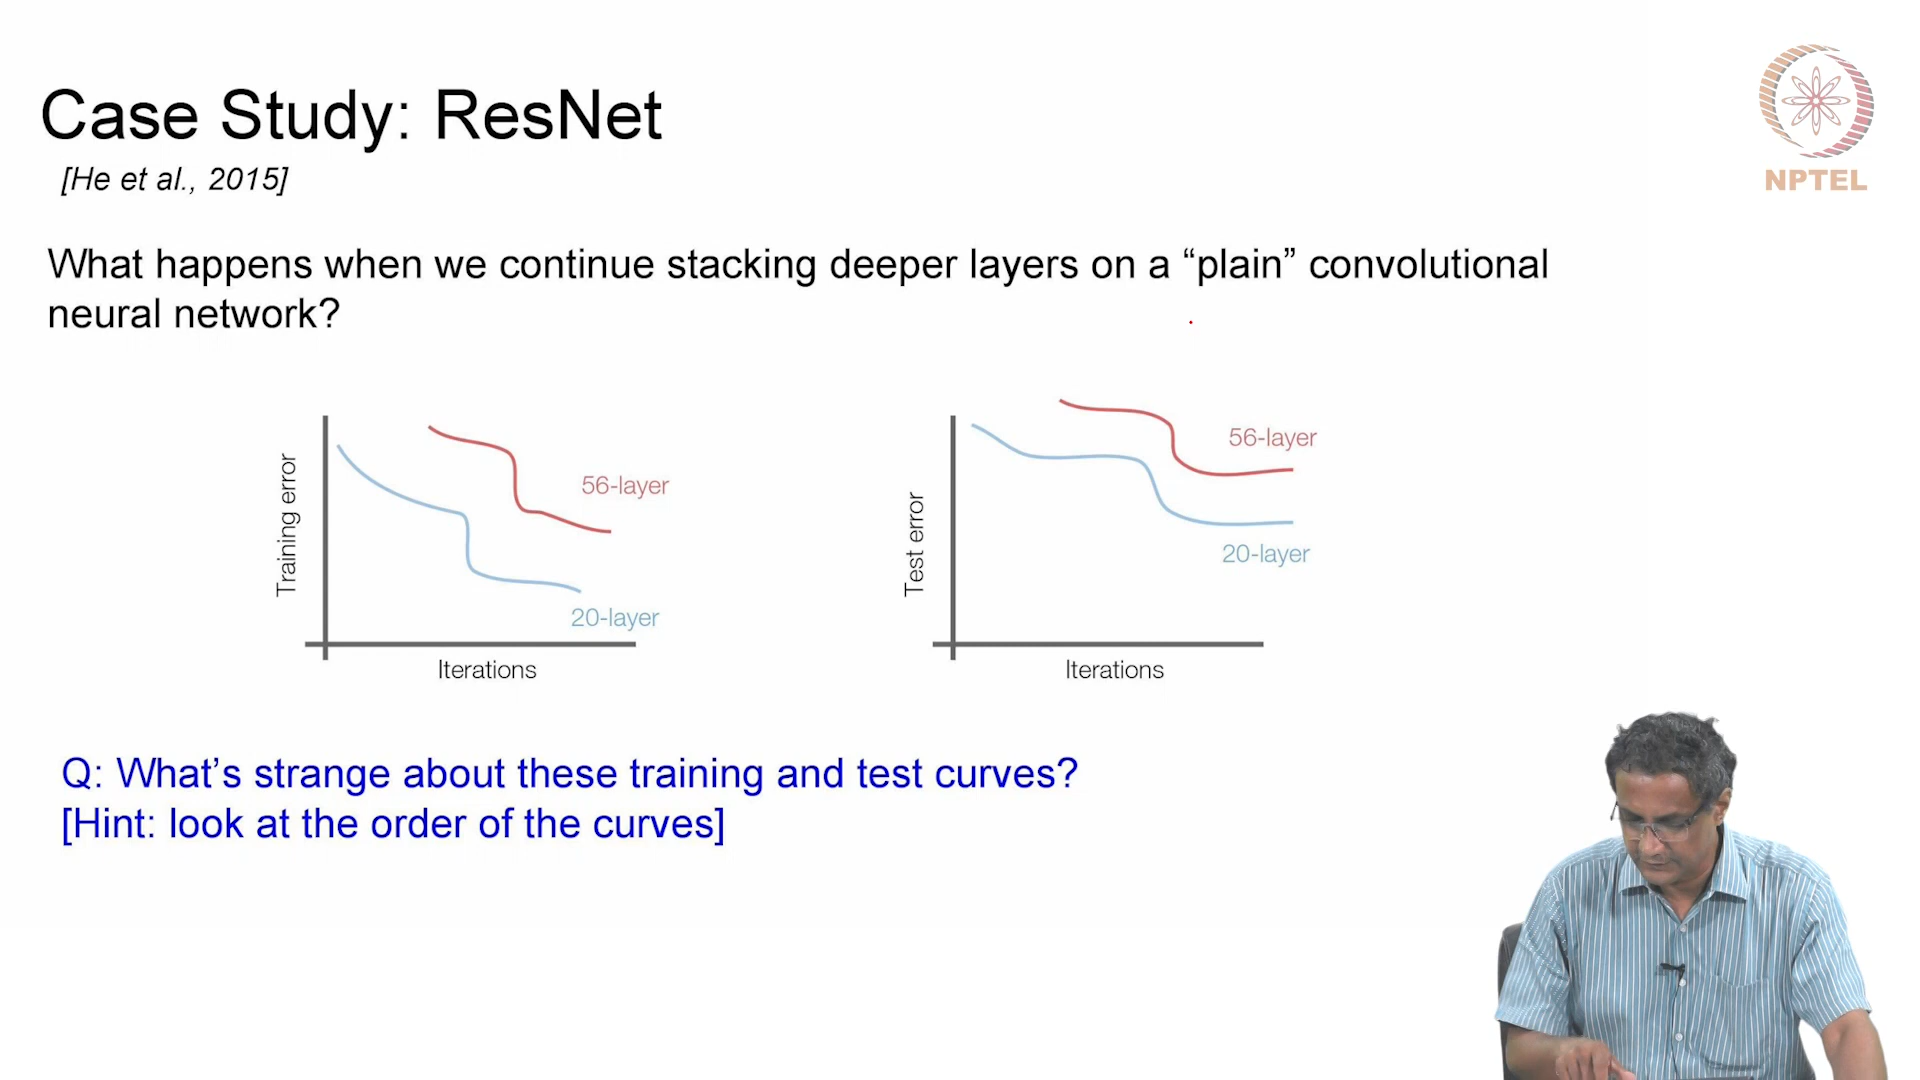 Case Study: ResNet
[He et al., 2015]
NPTEL
What happens when we continue stacking deeper layers on a “plain” convolutional
neural network?
Training error
56-layer
20-layer
Iterations
Test error
56-layer
20-layer
Iterations
Q: What’s strange about these training and test curves?
[Hint: look at the order of the curves]